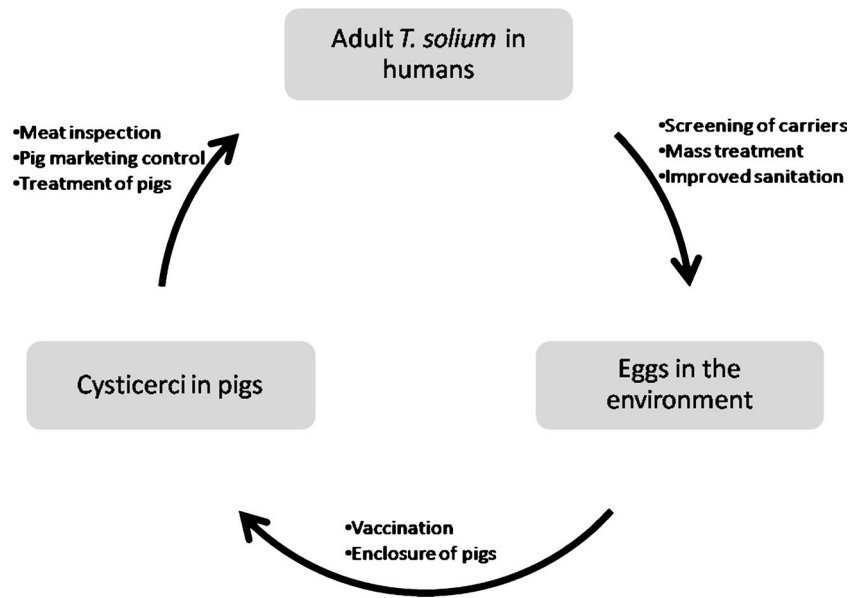 Adult T. solium in
humans
•Meat inspection
•Pig marketing control
•Treatment of pigs
•Screening of carriers
•Mass treatment
•Improved sanitation
Cysticerci in pigs
Eggs in the
environment
•Vaccination
•Enclosure of pigs